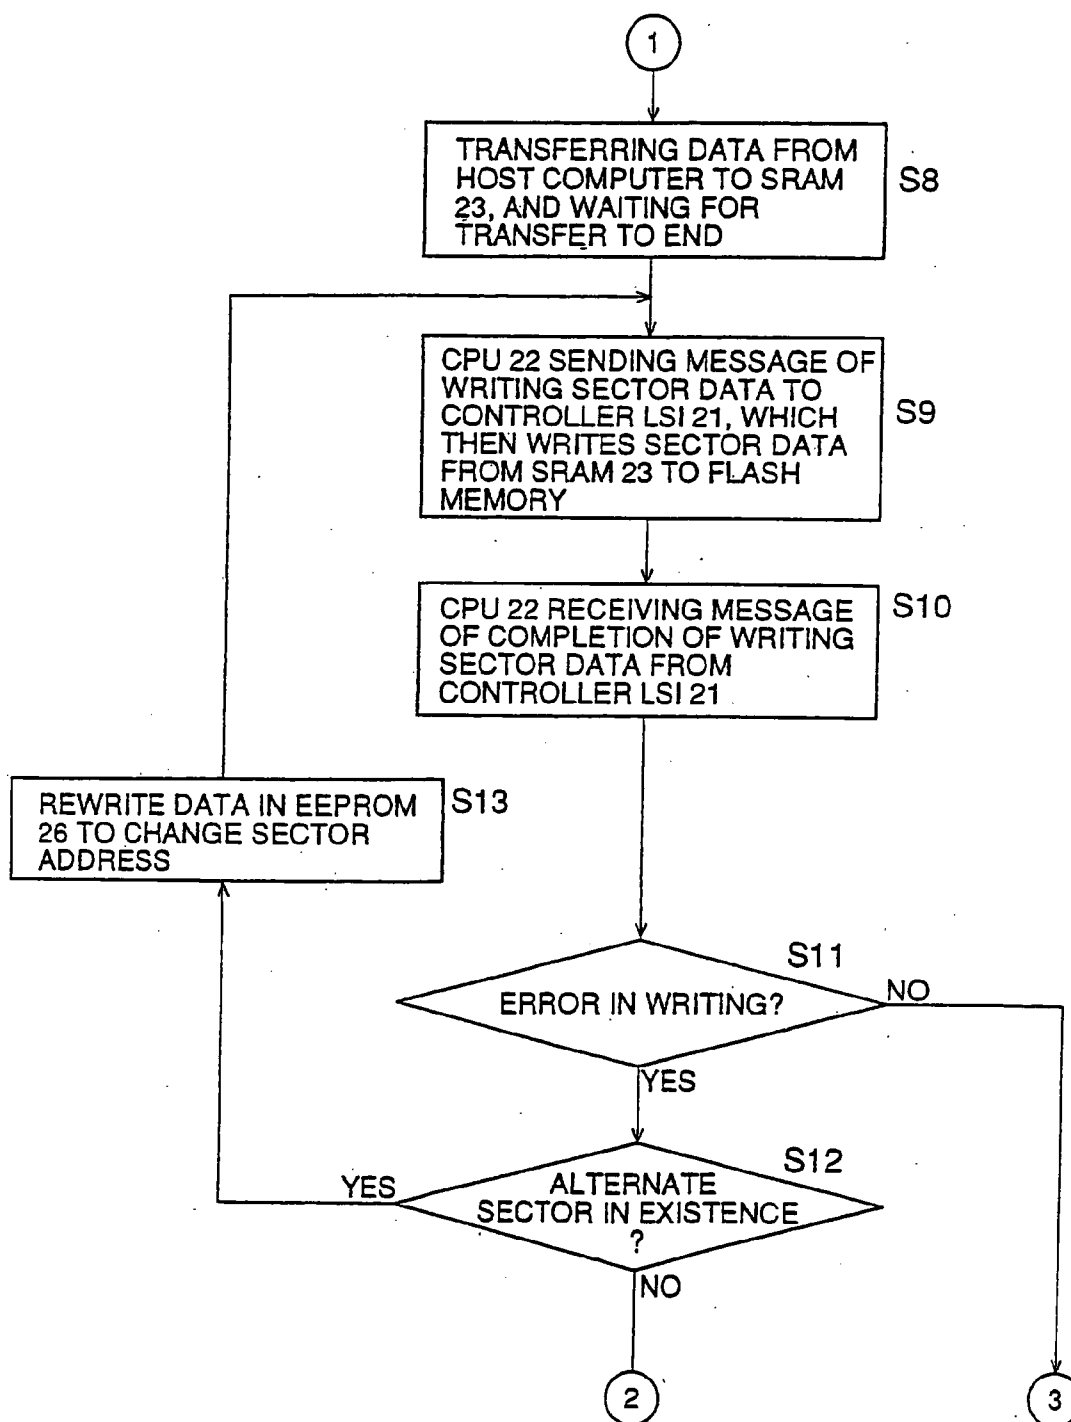 1
TRANSFERRING DATA FROM
HOST COMPUTER TO SRAM
23, AND WAITING FOR
TRANSFER TO END
S8
CPU 22 SENDING MESSAGE OF
WRITING SECTOR DATA TO
CONTROLLER LSI 21, WHICH
THEN WRITES SECTOR DATA
FROM SRAM 23 TO FLASH
MEMORY
S9
CPU 22 RECEIVING MESSAGE
OF COMPLETION OF WRITING
SECTOR DATA FROM
CONTROLLER LSI 21
S10
REWRITE DATA IN EEPROM
26 TO CHANGE SECTOR
ADDRESS
S13
S11
ERROR IN WRITING?
NO
YES
S12
YES
ALTERNATE
SECTOR IN EXISTENCE
?
NO
2
3